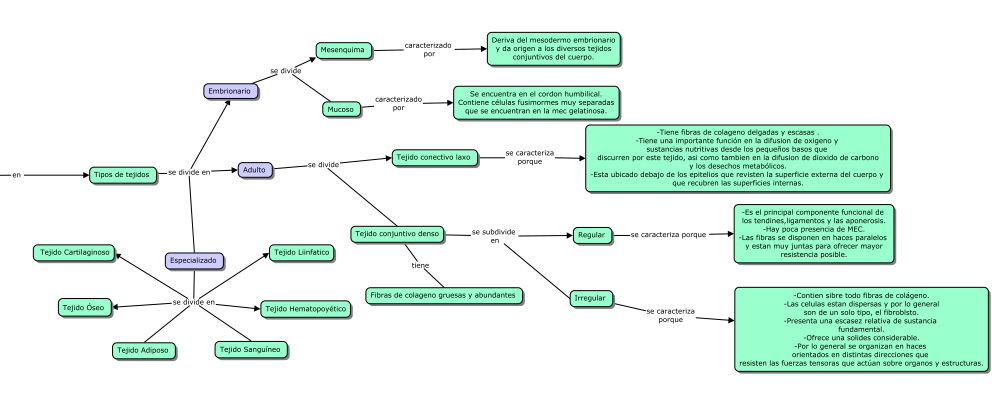 en
Tipos de tejidos
se divide en
Embrionario
se divide
Mesenquima
caracterizado
por
Deriva del mesodermo embrionario
y da origen a los diversos tejidos
conjuntivos del cuerpo.
Mucoso
caracterizado
por
Se encuentra en el cordon humbilical.
Contiene células fusimormes muy separadas
que se encuentran en la mec gelatinosa.
Adulto
se divide
Tejido conectivo laxo
se caracteriza
porque
-Tiene fibras de colageno delgadas y escasas .
-Tiene una importante función en la difusion de oxigeno y
sustancias nutritivas desde los pequeños basos que
discurren por este tejido, asi como tambien en la difusion de dioxido de carbono
y los desechos metabólicos.
-Esta ubicado debajo de los epitelios que revisten la superficie externa del cuerpo y
que recubren las superficies internas.
Tejido conjuntivo denso
tiene
Fibras de colageno gruesas y abundantes
se subdivide
en
Regular
se caracteriza porque
-Es el principal componente funcional de
los tendines,ligamentos y las aponerosis.
-Hay poca presencia de MEC.
-Las fibras se disponen en haces paralelos
y estan muy juntas para ofrecer mayor
resistencia posible.
Irregular
se caracteriza
porque
-Contien sibre todo fibras de colágeno.
-Las celulas estan dispersas y por lo general
son de un solo tipo, el fibroblsto.
-Presenta una escasez relativa de sustancia
fundamental.
-Ofrece una solides considerable.
-Por lo general se organizan en haces
orientados en distintas direcciones que
resisten las fuerzas tensoras que actúan sobre organos y estructuras.
Especializado
se divide en
Tejido Cartilaginoso
Tejido Liinfatico
Tejido Óseo
Tejido Hematopoyético
Tejido Adiposo
Tejido Sanguíneo